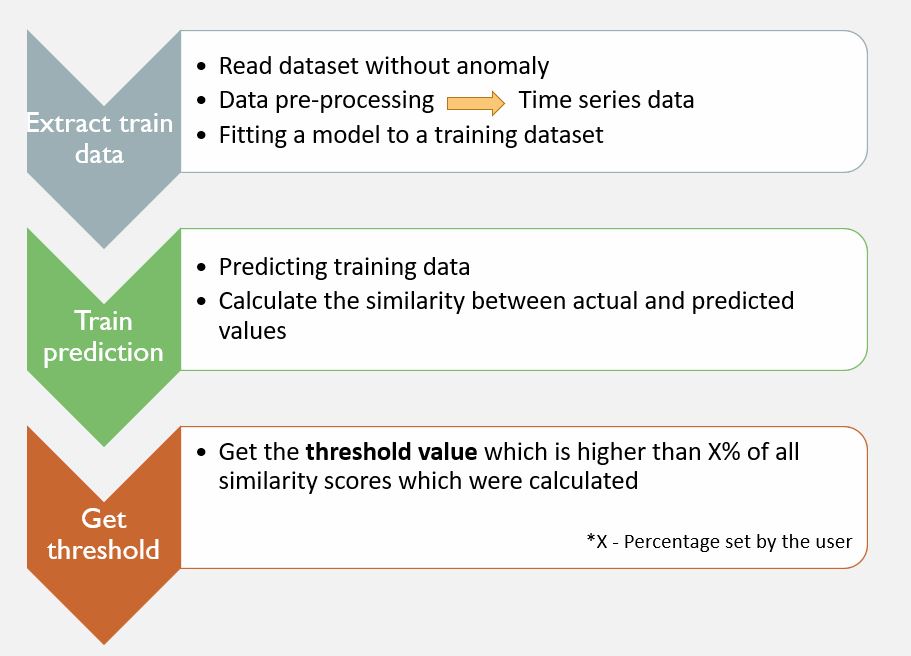 Extract train
data
• Read dataset without anomaly
• Data pre-processing Time series data
• Fitting a model to a training dataset
Train
prediction
• Predicting training data
• Calculate the similarity between actual and predicted
values
Get
threshold
• Get the threshold value which is higher than X% of all
similarity scores which were calculated
*X - Percentage set by the user